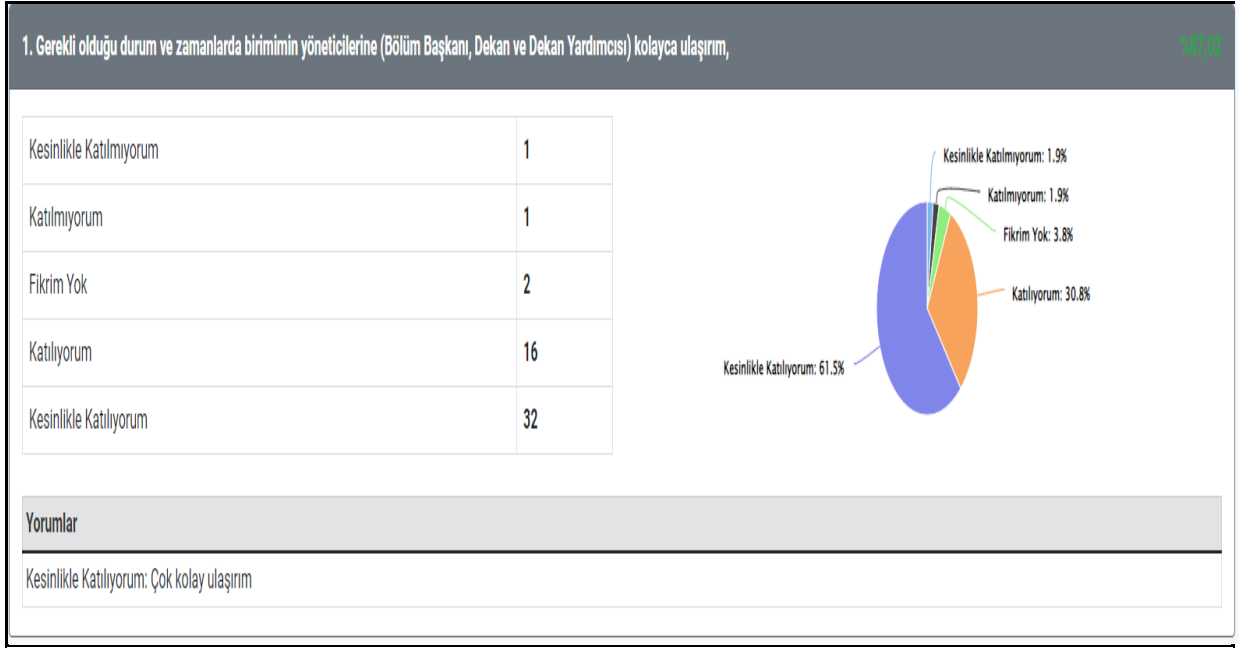 1. Gerekli olduğu durum ve zamanlarda birimimin yöneticilerine (Bölüm Başkanı, Dekan ve Dekan Yardımcısı) kolayca ulaşırım,
Kesinlikle Katılmıyorum 1
Katılmıyorum 1
Fikrim Yok 2
Katılıyorum 16
Kesinlikle Katılıyorum 32
Kesinlikle Katılmıyorum: 1.9%
Katılmıyorum: 1.9%
Fikrim Yok: 3.8%
Katılıyorum: 30.8%
Kesinlikle Katılıyorum: 61.5%
Yorumlar
Kesinlikle Katılıyorum: Çok kolay ulaşırım